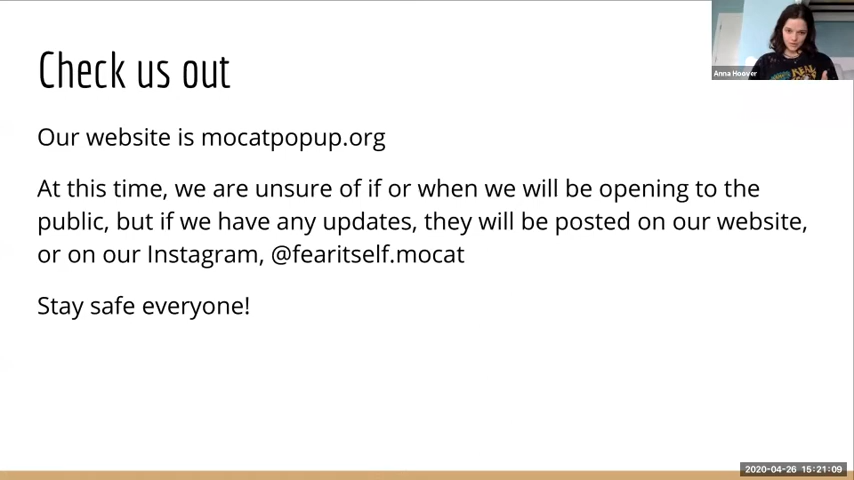 Check us out
Anna Hoover
Our website is mocatpopup.org
At this time, we are unsure of if or when we will be opening to the
public, but if we have any updates, they will be posted on our website,
or on our Instagram, @fearitself.mocat
Stay safe everyone!
2020-04-26 15:21:09